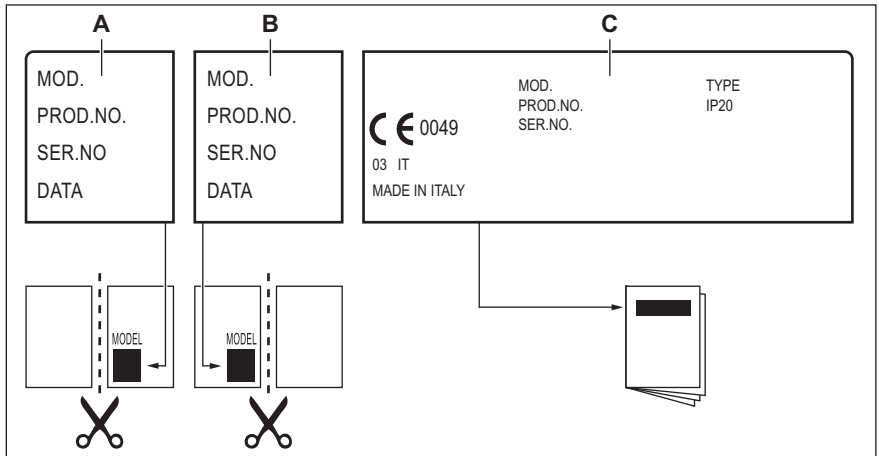 A
B
C
MOD.
PROD.NO.
SER.NO
DATA
MOD.
PROD.NO.
SER.NO
DATA
MOD.
PROD.NO.
SER.NO.
TYPE
IP20
CE 0049
03 IT
MADE IN ITALY
MODEL
MODEL